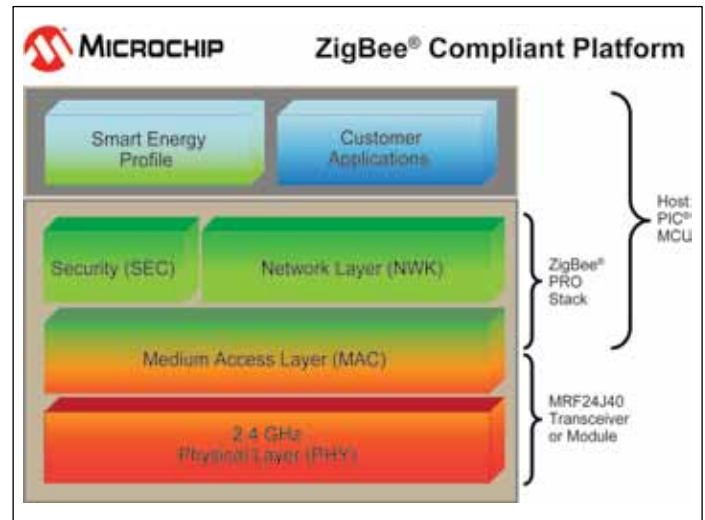 MICROCHIP
ZigBee® Compliant Platform
Smart Energy
Profile
Customer
Applications
Host
PIC®
MCU
Security (SEC)
Network Layer (NWK)
ZigBee®
PRO
Stack
Medium Access Layer (MAC)
MRF24J40
Transceiver
or Module
2.4 GHz
Physical Layer (PHY)